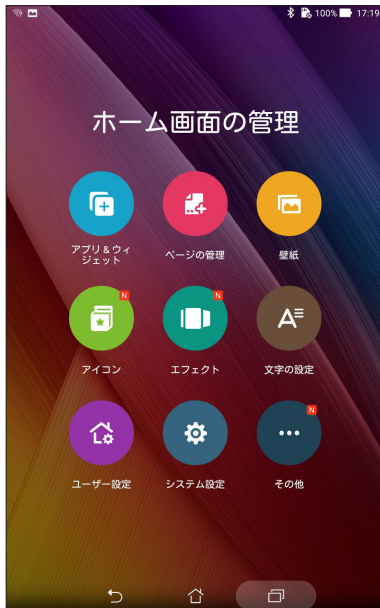 100% 17:19
ホーム画面の管理
アプリ&ウィ
ジェット
ページの管理
壁紙
N
N
アイコン
エフェクト
A
文字の設定
N
ユーザー設定
システム設定
その他